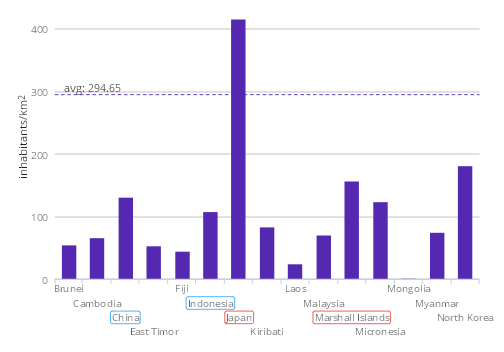 400
avg: 294.65
300
200
100
0
inhabitants/km²
Brunei Fiji Laos Mongolia
Cambodia Indonesia Malaysia Myanmar
China Japan Marshall Islands North Korea
East Timor Kiribati Micronesia